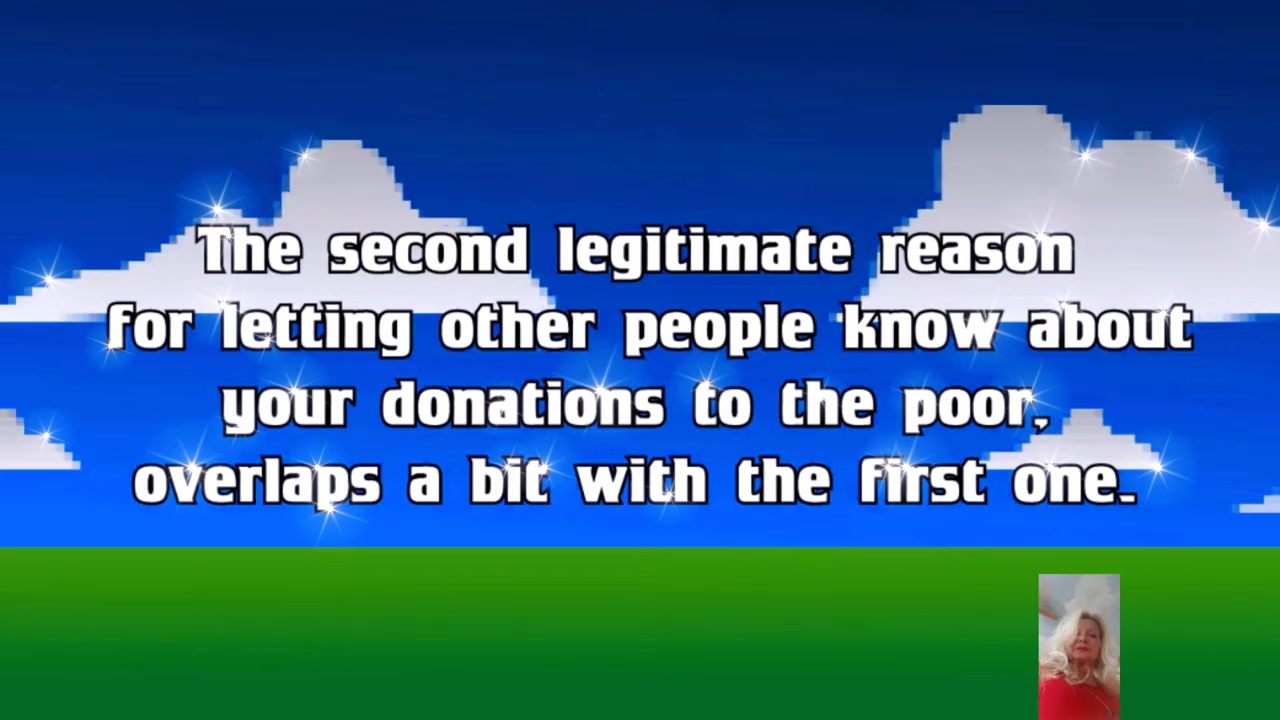 The second legitimate reason
for letting other people know about
your donations to the poor,
overlaps a bit with the first one.